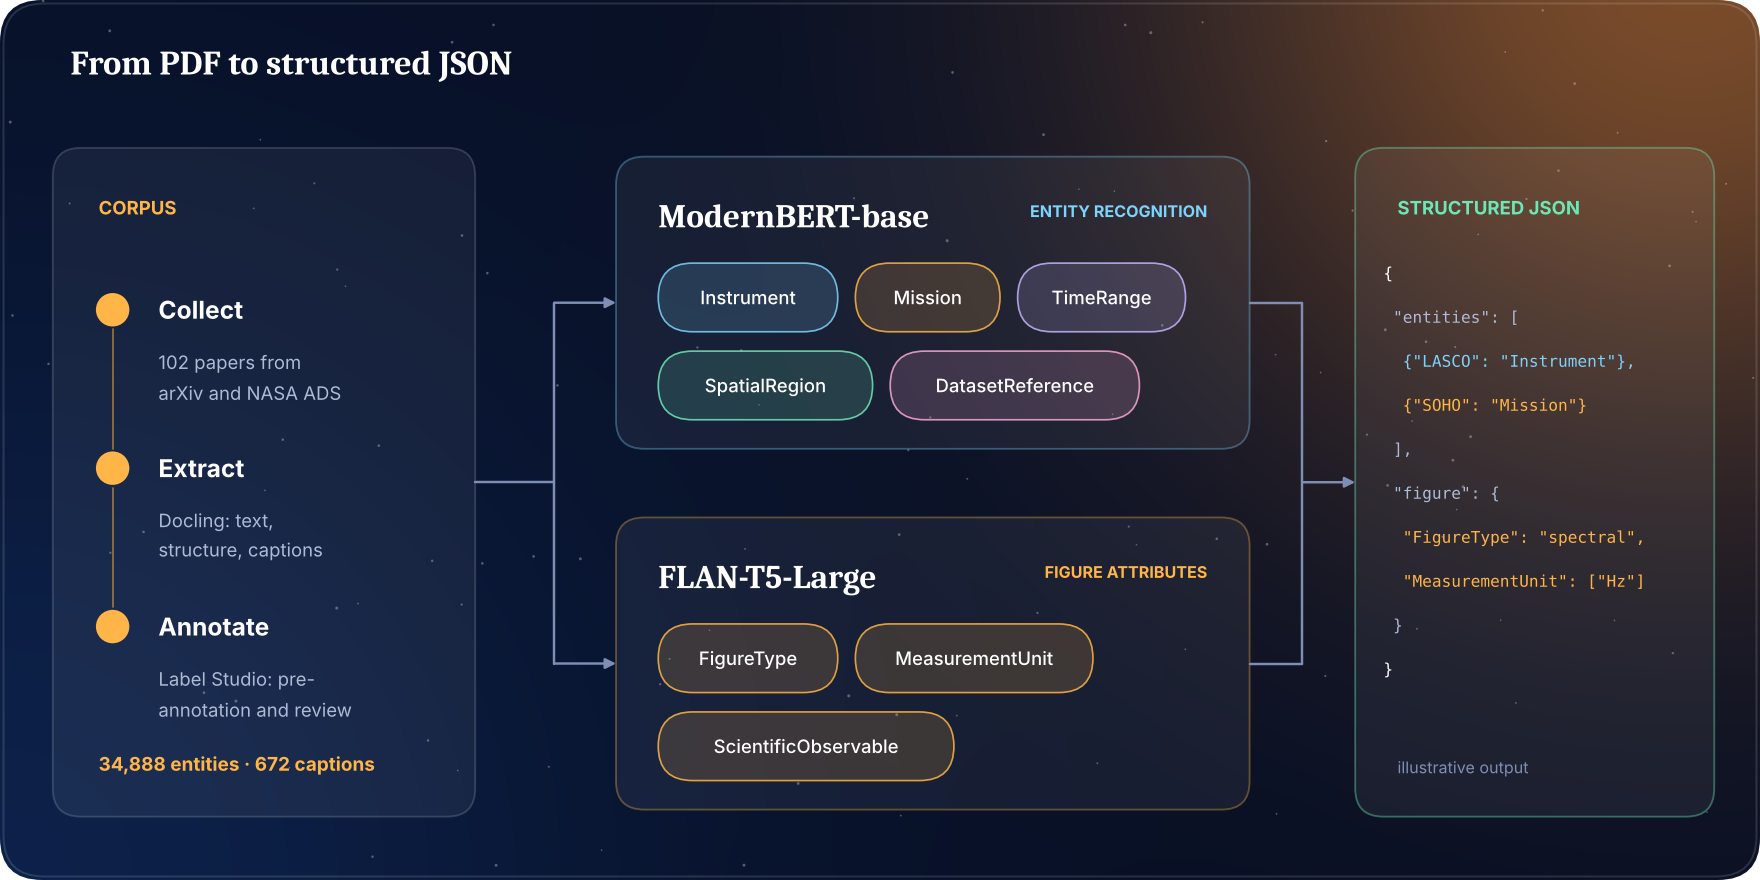 From PDF to structured JSON
CORPUS
Collect
102 papers from
arXiv and NASA ADS
Extract
Docling: text,
structure, captions
Annotate
Label Studio: pre-
annotation and review
34,888 entities · 672 captions
ModernBERT-base
ENTITY RECOGNITION
Instrument
Mission
TimeRange
SpatialRegion
DatasetReference
FLAN-T5-Large
FIGURE ATTRIBUTES
FigureType
MeasurementUnit
ScientificObservable
STRUCTURED JSON
{
"entities": [
{"LASCO": "Instrument"},
{"SOHO": "Mission"}
],
"figure": {
"FigureType": "spectral",
"MeasurementUnit": ["Hz"]
}
}
illustrative output